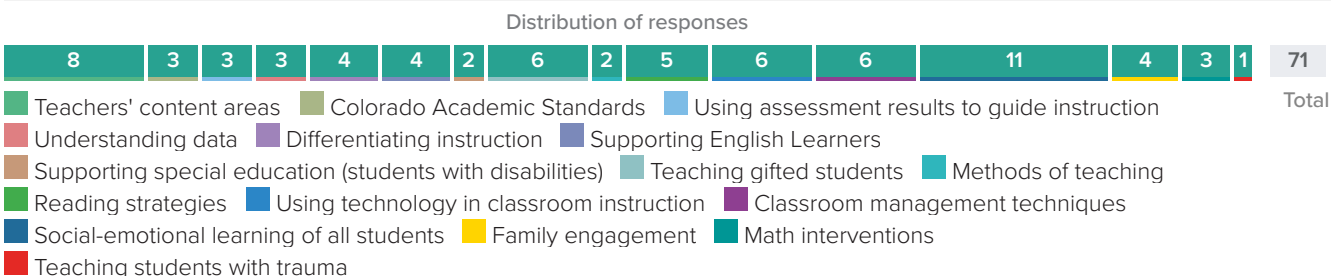 Distribution of responses
8 3 3 3 4 4 2 6 2 5 6 6 11 4 3 1 71
Total
Teachers' content areas Colorado Academic Standards Using assessment results to guide instruction
Understanding data Differentiating instruction Supporting English Learners
Supporting special education (students with disabilities) Teaching gifted students Methods of teaching
Reading strategies Using technology in classroom instruction Classroom management techniques
Social-emotional learning of all students Family engagement Math interventions
Teaching students with trauma